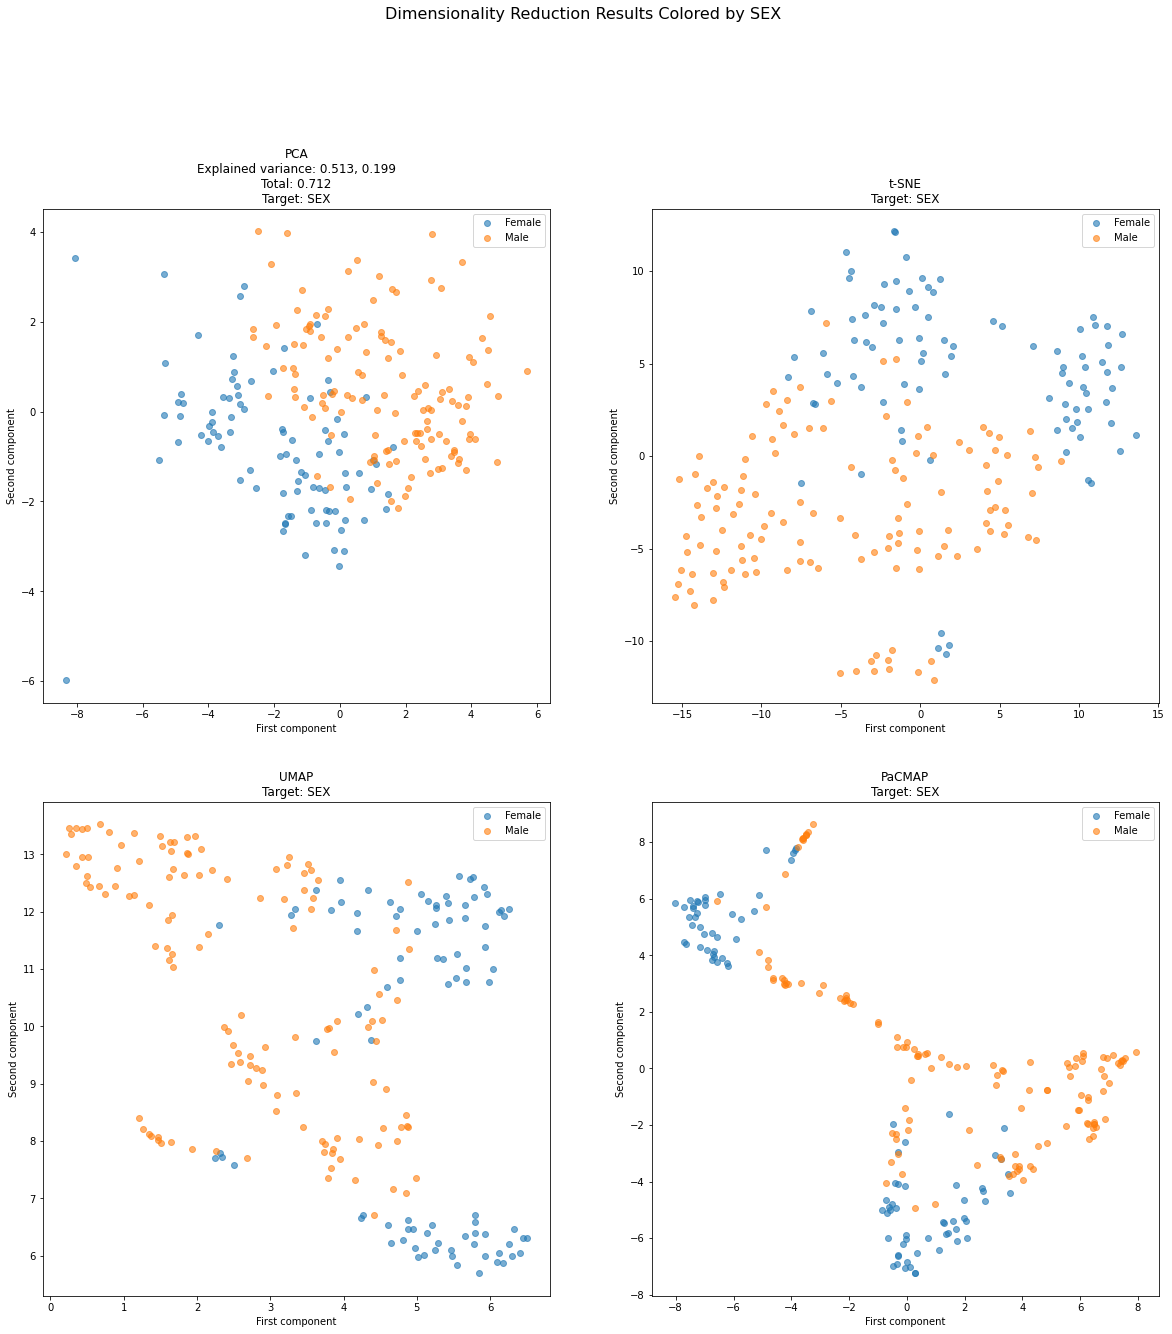 Dimensionality Reduction Results Colored by SEX
PCA
Explained variance: 0.513, 0.199
Total: 0.712
Target: SEX
Female
Male
4
2
0
−2
−4
−6
Second component
−8
−6
−4
−2
0
2
4
6
First component
t-SNE
Target: SEX
Female
Male
10
5
0
−5
−10
Second component
−15
−10
−5
0
5
10
15
First component
UMAP
Target: SEX
Female
Male
13
12
11
10
9
8
7
6
Second component
0
1
2
3
4
5
6
First component
PaCMAP
Target: SEX
Female
Male
8
6
4
2
0
−2
−4
−6
−8
Second component
−8
−6
−4
−2
0
2
4
6
8
First component